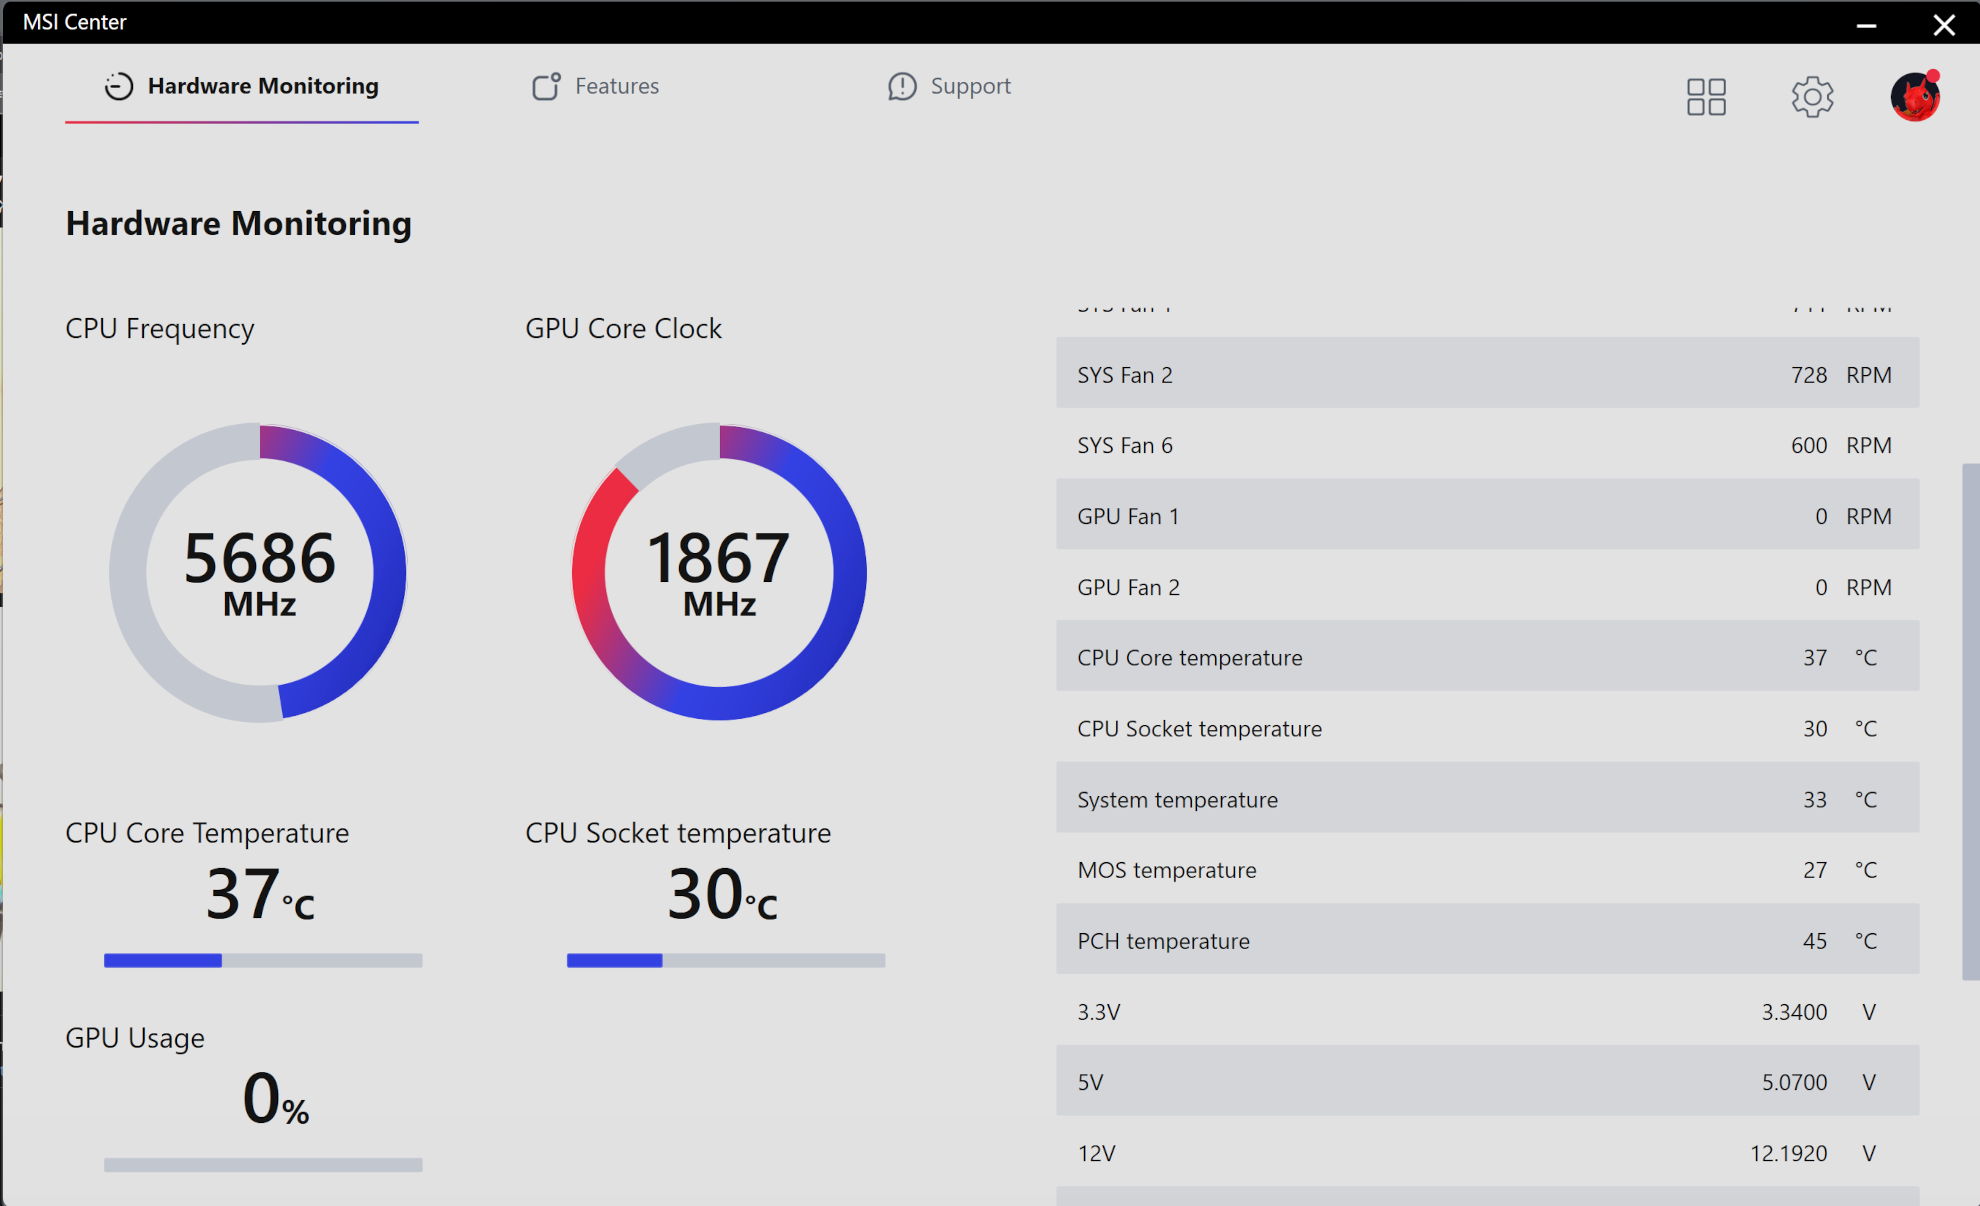 MSI Center
Hardware Monitoring
Features
Support
Hardware Monitoring
CPU Frequency
5686
MHz
GPU Core Clock
1867
MHz
CPU Core Temperature
37°C
CPU Socket temperature
30°C
GPU Usage
0%
SYS Fan 2 728 RPM
SYS Fan 6 600 RPM
GPU Fan 1 0 RPM
GPU Fan 2 0 RPM
CPU Core temperature 37 °C
CPU Socket temperature 30 °C
System temperature 33 °C
MOS temperature 27 °C
PCH temperature 45 °C
3.3V 3.3400 V
5V 5.0700 V
12V 12.1920 V